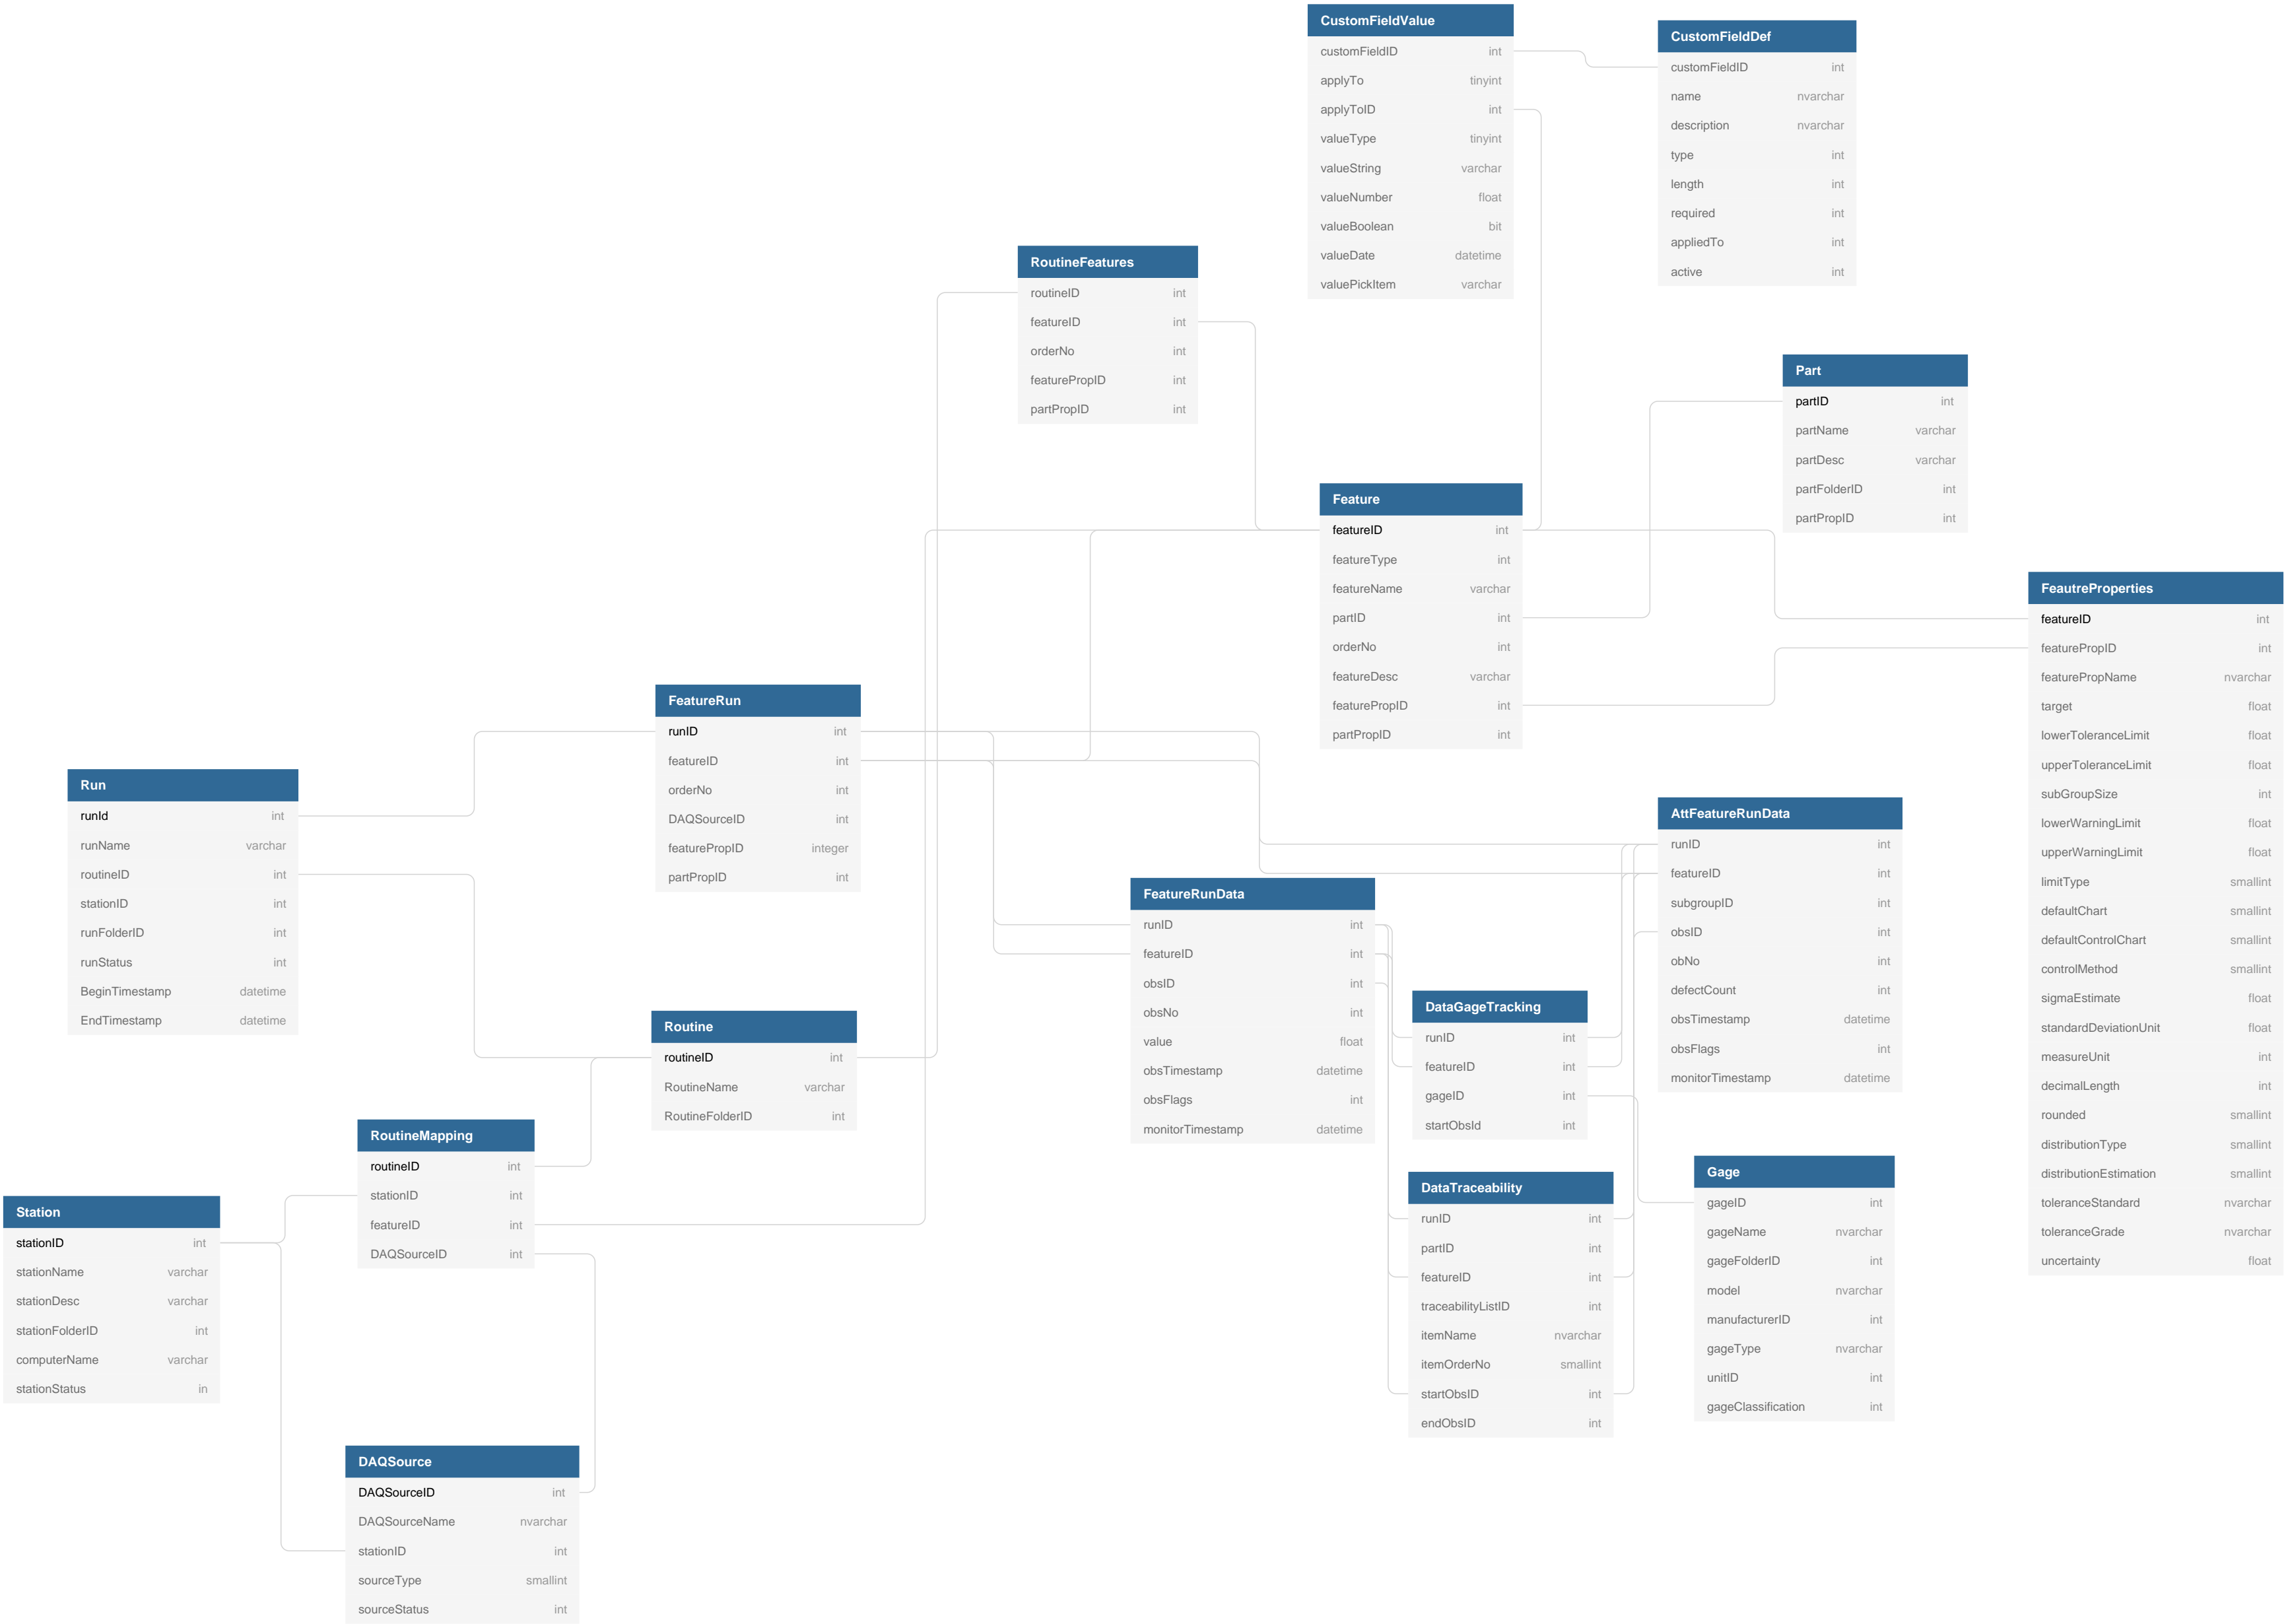 CustomFieldValue
customFieldID int
applyTo tinyint
applyToID int
valueType tinyint
valueString varchar
valueNumber float
valueBoolean bit
valueDate datetime
valuePickItem varchar
CustomFieldDef
customFieldID int
name nvarchar
description nvarchar
type int
length int
required int
appliedTo int
active int
RoutineFeatures
routineID int
featureID int
orderNo int
featurePropID int
partPropID int
Part
partID int
partName varchar
partDesc varchar
partFolderID int
partPropID int
Feature
featureID int
featureType int
featureName varchar
partID int
orderNo int
featureDesc varchar
featurePropID int
partPropID int
FeautreProperties
featureID int
featurePropID int
featurePropName nvarchar
target float
lowerToleranceLimit float
upperToleranceLimit float
subGroupSize int
lowerWarningLimit float
upperWarningLimit float
limitType smallint
defaultChart smallint
defaultControlChart smallint
controlMethod smallint
sigmaEstimate float
standardDeviationUnit float
measureUnit int
decimalLength int
rounded smallint
distributionType smallint
distributionEstimation smallint
toleranceStandard nvarchar
toleranceGrade nvarchar
uncertainty float
FeatureRun
runID int
featureID int
orderNo int
DAQSourceID int
featurePropID integer
partPropID int
Run
runId int
runName varchar
routineID int
stationID int
runFolderID int
runStatus int
BeginTimestamp datetime
EndTimestamp datetime
AttFeatureRunData
runID int
featureID int
subgroupID int
obsID int
obNo int
defectCount int
obsTimestamp datetime
obsFlags int
monitorTimestamp datetime
FeatureRunData
runID int
featureID int
obsID int
obsNo int
value float
obsTimestamp datetime
obsFlags int
monitorTimestamp datetime
DataGageTracking
runID int
featureID int
gageID int
startObsId int
Routine
routineID int
RoutineName varchar
RoutineFolderID int
RoutineMapping
routineID int
stationID int
featureID int
DAQSourceID int
Gage
gageID int
gageName nvarchar
gageFolderID int
model nvarchar
manufacturerID int
gageType nvarchar
unitID int
gageClassification int
DataTraceability
runID int
partID int
featureID int
traceabilityListID int
itemName nvarchar
itemOrderNo smallint
startObsID int
endObsID int
Station
stationID int
stationName varchar
stationDesc varchar
stationFolderID int
computerName varchar
stationStatus in
DAQSource
DAQSourceID int
DAQSourceName nvarchar
stationID int
sourceType smallint
sourceStatus int